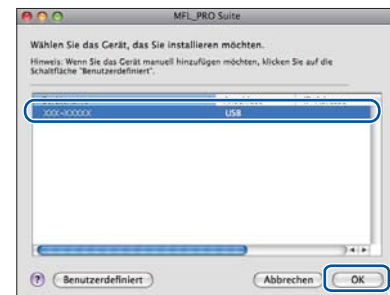 MFL_PRO Suite
Wählen Sie das Gerät, das Sie installieren möchten.
Hinweis: Wenn Sie das Gerät manuell hinzufügen möchten, klicken Sie auf die
Schaltfläche "Benutzerdefiniert".
XXX-XXXXX USB
? Benutzerdefiniert Abbrechen OK